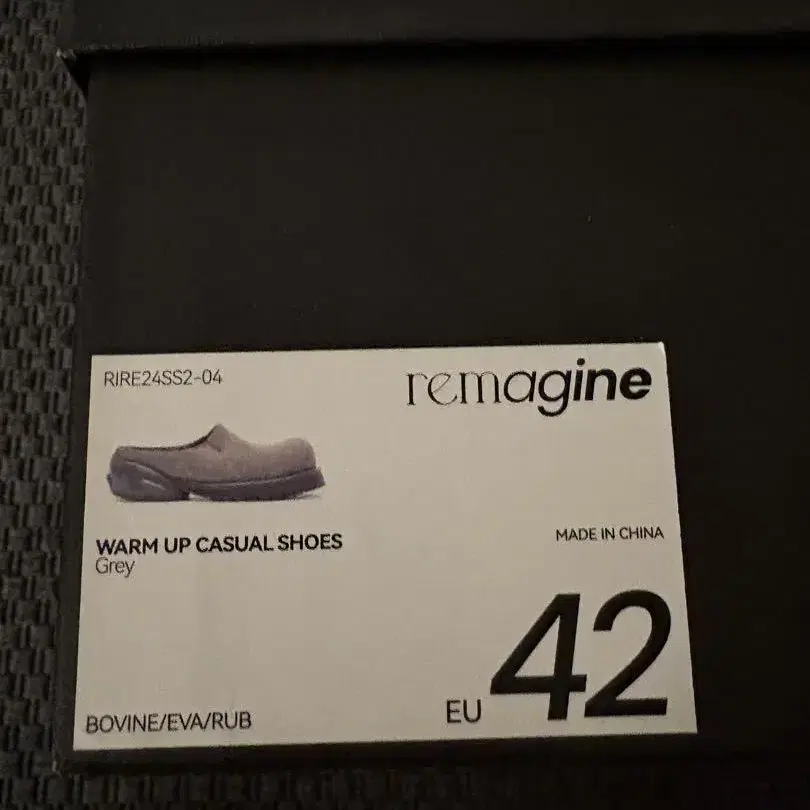 RIRE24SS2-04
remagine
WARM UP CASUAL SHOES
Grey
MADE IN CHINA
BOVINE/EVA/RUB
EU 42